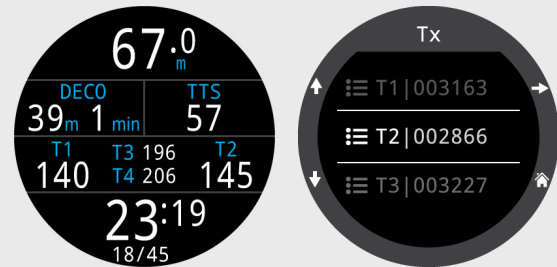 67.0
m
DECO TTS
39m 1 min 57
T1 T3 196 T2
140 T4 206 145
23:19
18/45
Tx
T1|003163
T2|002866
T3|003227